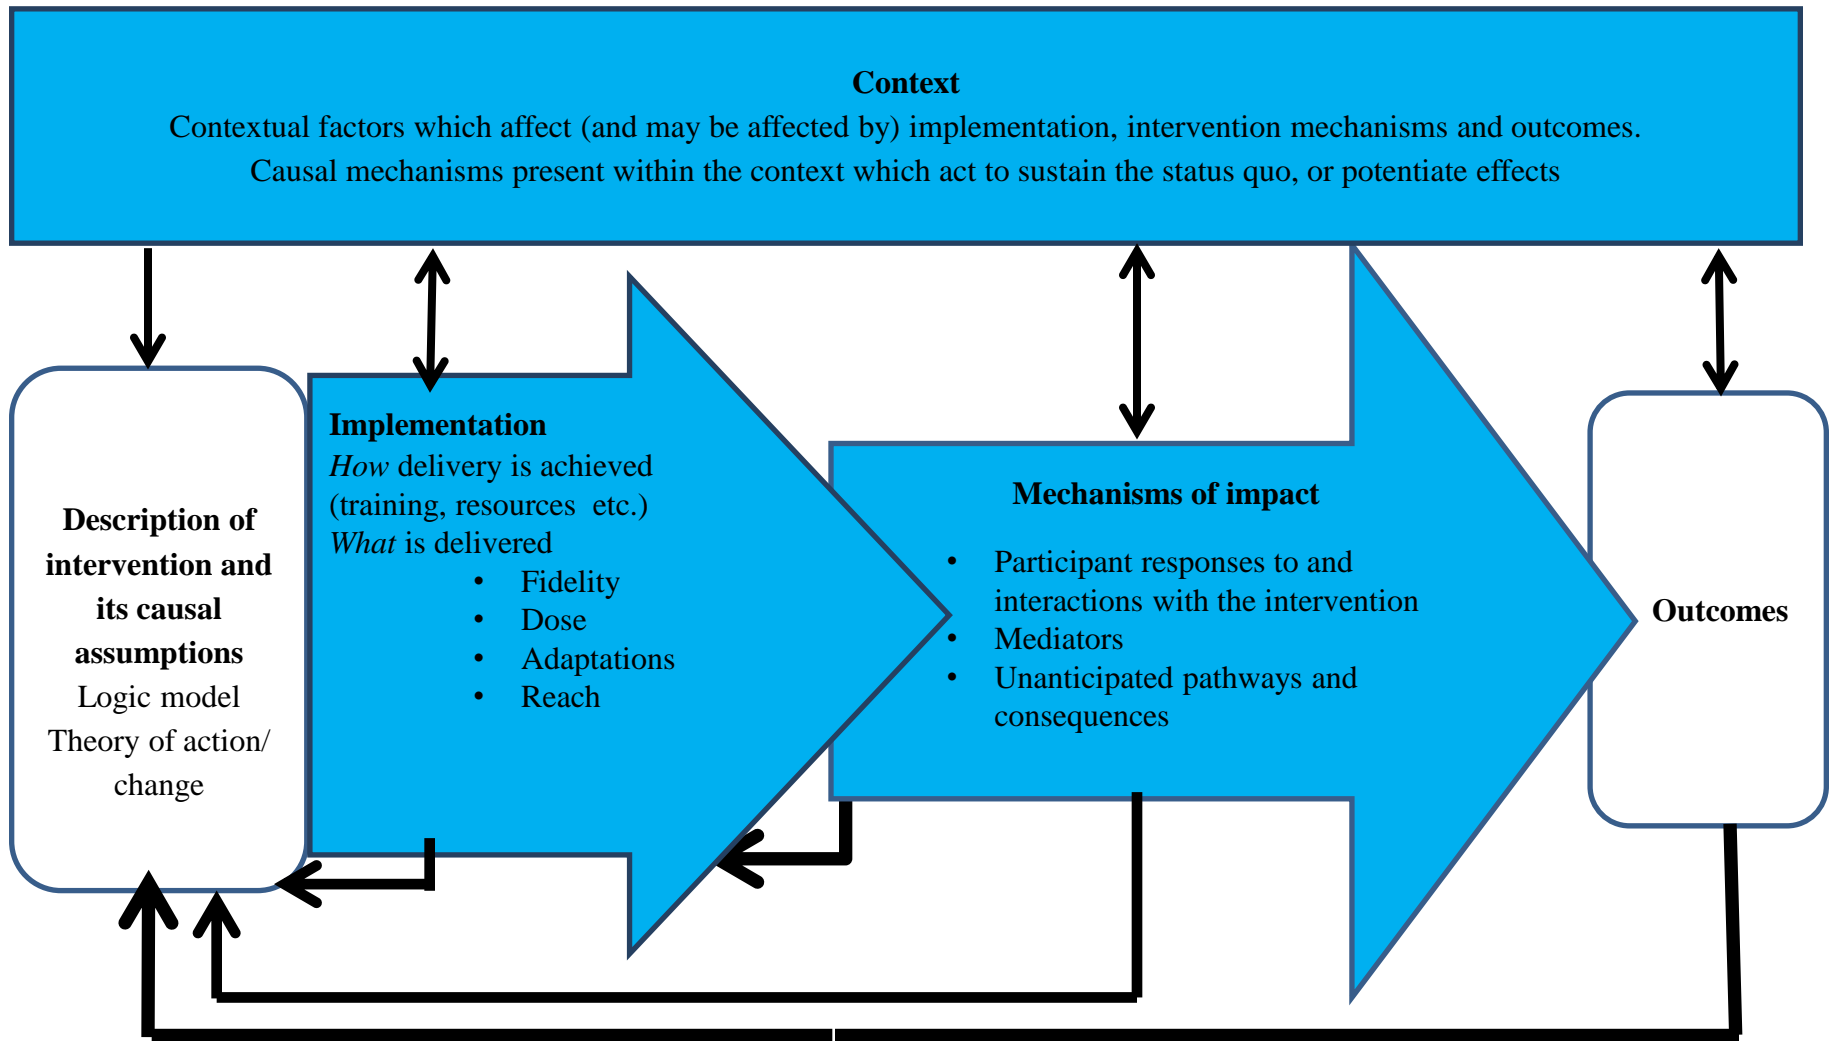 Context
Contextual factors which affect (and may be affected by) implementation, intervention mechanisms and outcomes.
Causal mechanisms present within the context which act to sustain the status quo, or potentiate effects
Description of
intervention and
its causal
assumptions
Logic model
Theory of action/
change
Implementation
How delivery is achieved
(training, resources  etc.)
What is delivered
• Fidelity
• Dose
• Adaptations
• Reach
Mechanisms of impact
• Participant responses to and
interactions with the intervention
• Mediators
• Unanticipated pathways and
consequences
Outcomes